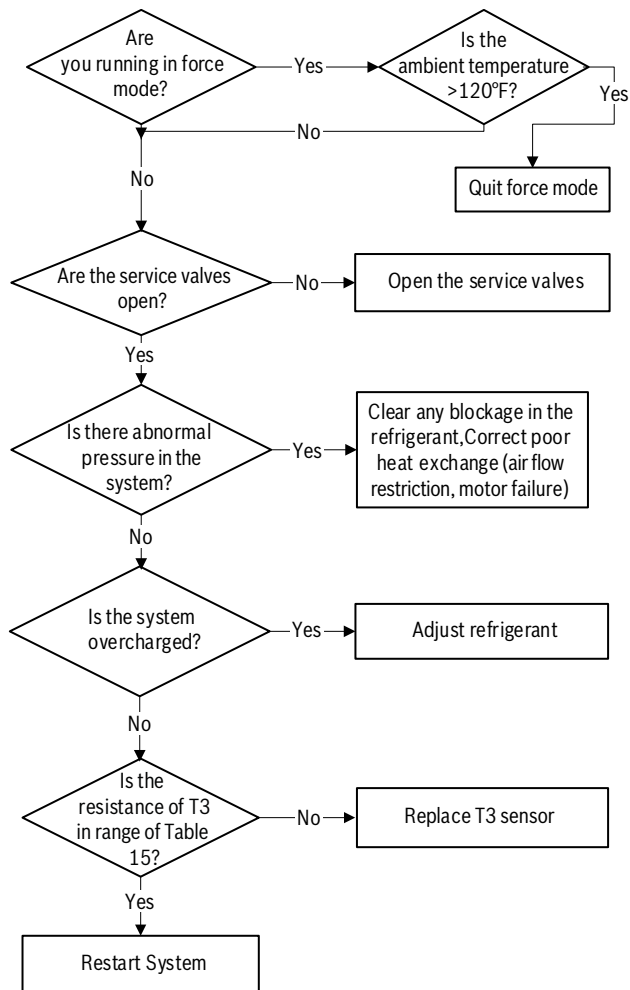 Are
you running in force
mode?
Yes
Is the
ambient temperature
>120°F?
Yes
No
No
Quit force mode
Are the service valves
open?
No
Open the service valves
Yes
Is there abnormal
pressure in the
system?
Yes
Clear any blockage in the
refrigerant,Correct poor
heat exchange (air flow
restriction, motor failure)
No
Is the system
overcharged?
Yes
Adjust refrigerant
No
Is the
resistance of T3
in range of Table
15?
No
Replace T3 sensor
Yes
Restart System